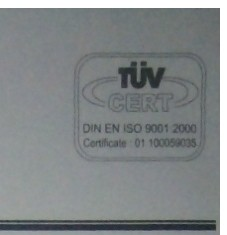 TÜV
CERT
DIN EN ISO 9001 2000
Certificate : 01 100059035